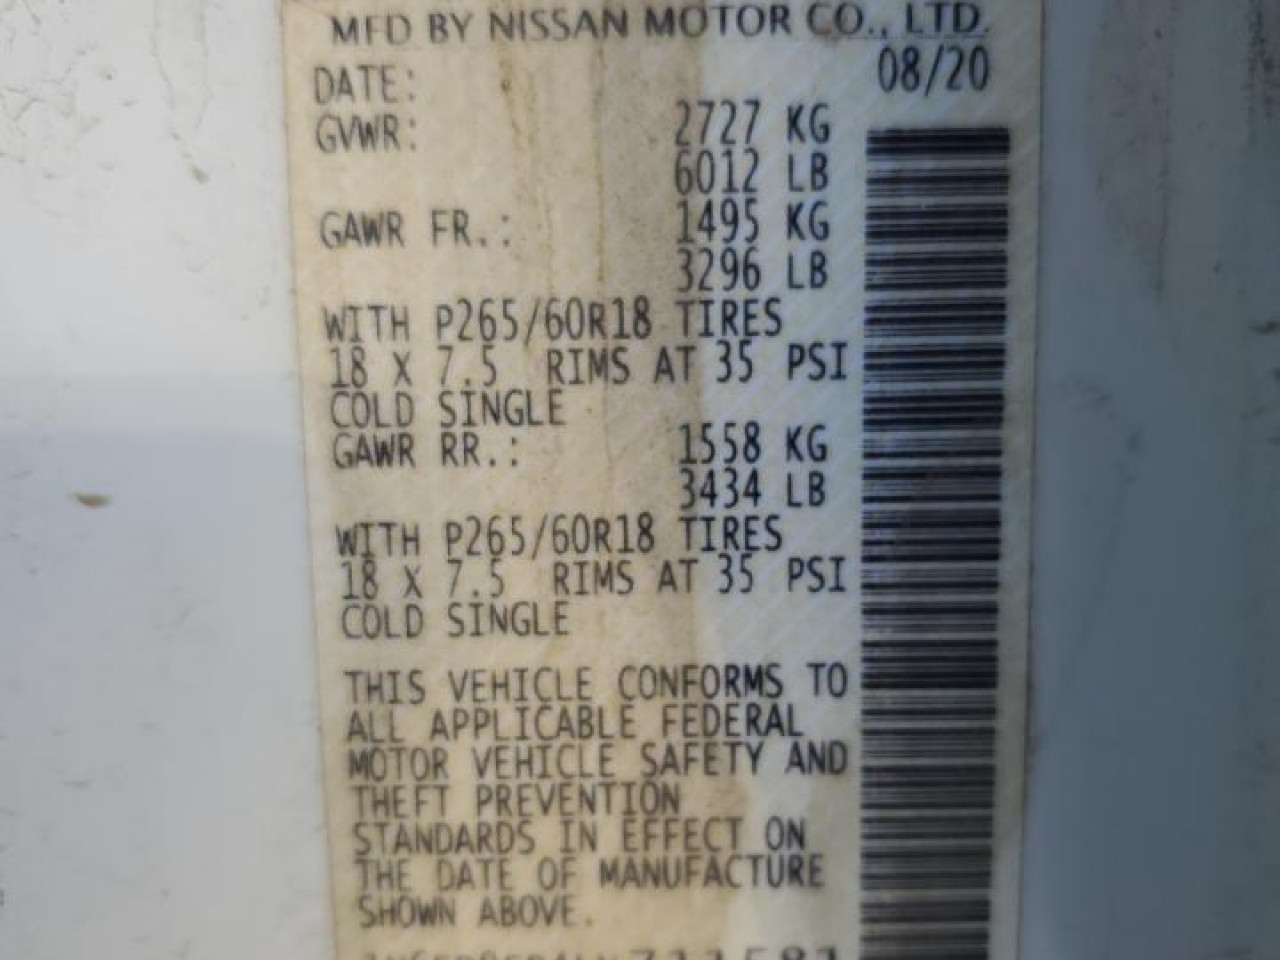 MFD BY NISSAN MOTOR CO., LTD.
DATE: 08/20
GVWR: 2727 KG
6012 LB
GAWR FR.: 1495 KG
3296 LB
WITH P265/60R18 TIRES
18 X 7.5 RIMS AT 35 PSI
COLD SINGLE
GAWR RR.: 1558 KG
3434 LB
WITH P265/60R18 TIRES
18 X 7.5 RIMS AT 35 PSI
COLD SINGLE
THIS VEHICLE CONFORMS TO
ALL APPLICABLE FEDERAL
MOTOR VEHICLE SAFETY AND
THEFT PREVENTION
STANDARDS IN EFFECT ON
THE DATE OF MANUFACTURE
SHOWN ABOVE.